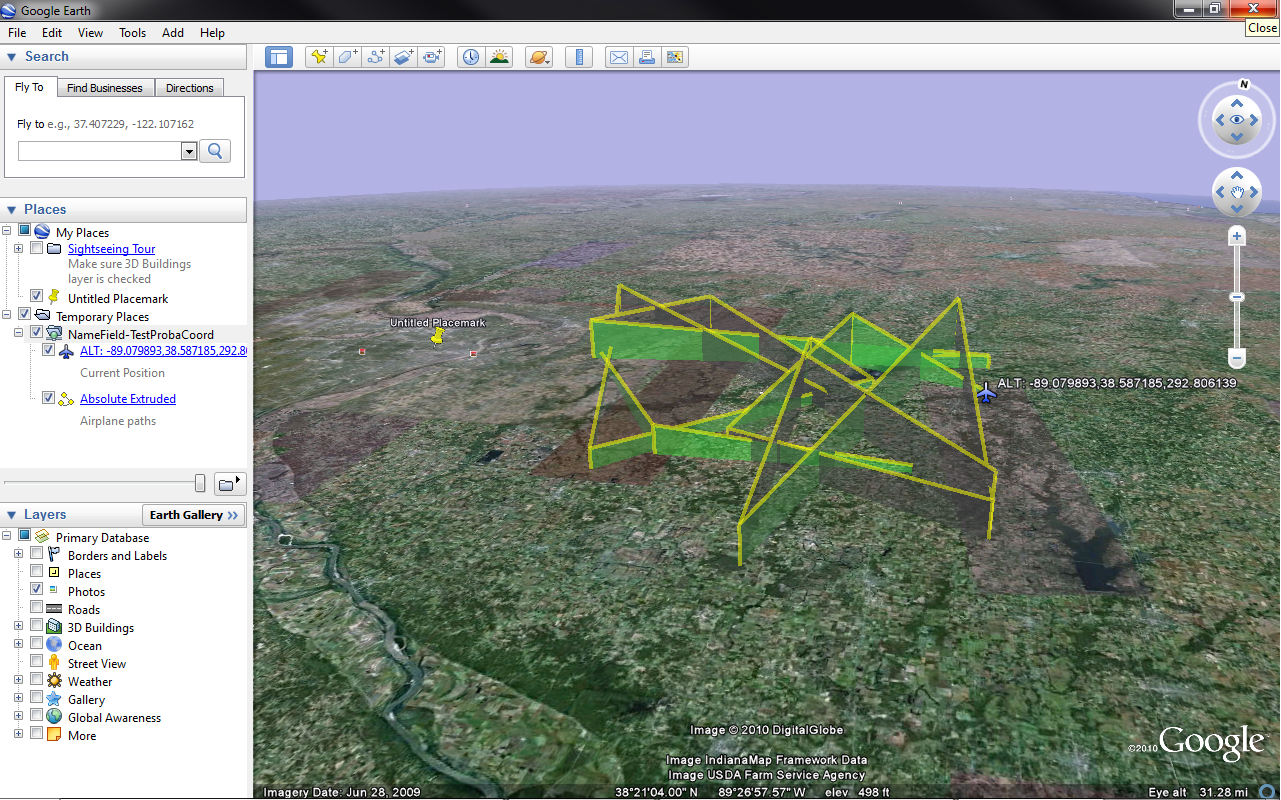 Google Earth
Close
File Edit View Tools Add Help
Search
Fly To Find Businesses Directions
Fly to e.g., 37.407229, -122.107162
Places
My Places
Sightseeing Tour
Make sure 3D Buildings
layer is checked
Untitled Placemark
Temporary Places
NameField-TestProbaCoord
ALT: -89.079893,38.587185,292.80
Current Position
Absolute Extruded
Airplane paths
Layers
Earth Gallery >>
Primary Database
Borders and Labels
Places
Photos
Roads
3D Buildings
Ocean
Street View
Weather
Gallery
Global Awareness
More
N
Untitled Placemark
ALT: -89.079893,38.587185,292.806139
Image © 2010 DigitalGlobe
Image IndianaMap Framework Data
Image USDA Farm Service Agency
©2010 Google
Imagery Date: Jun 28, 2009 38°21'04.00" N 89°26'57.57" W elev 498 ft Eye alt 31.28 mi